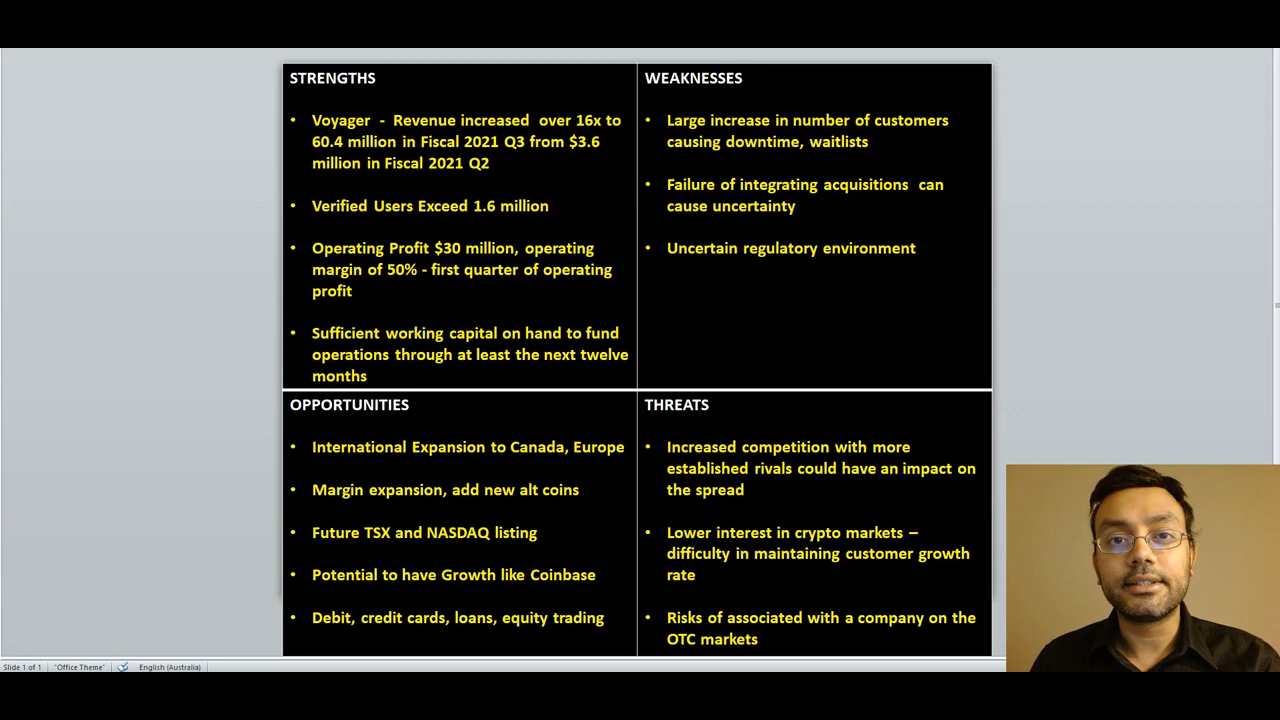 STRENGTHS
• Voyager - Revenue increased over 16x to
60.4 million in Fiscal 2021 Q3 from $3.6
million in Fiscal 2021 Q2
• Verified Users Exceed 1.6 million
• Operating Profit $30 million, operating
margin of 50% - first quarter of operating
profit
• Sufficient working capital on hand to fund
operations through at least the next twelve
months
WEAKNESSES
• Large increase in number of customers
causing downtime, waitlists
• Failure of integrating acquisitions can
cause uncertainty
• Uncertain regulatory environment
OPPORTUNITIES
• International Expansion to Canada, Europe
• Margin expansion, add new alt coins
• Future TSX and NASDAQ listing
• Potential to have Growth like Coinbase
• Debit, credit cards, loans, equity trading
THREATS
• Increased competition with more
established rivals could have an impact on
the spread
• Lower interest in crypto markets –
difficulty in maintaining customer growth
rate
• Risks of associated with a company on the
OTC markets
Slide 1 of 1 "Office Theme" English (Australia)